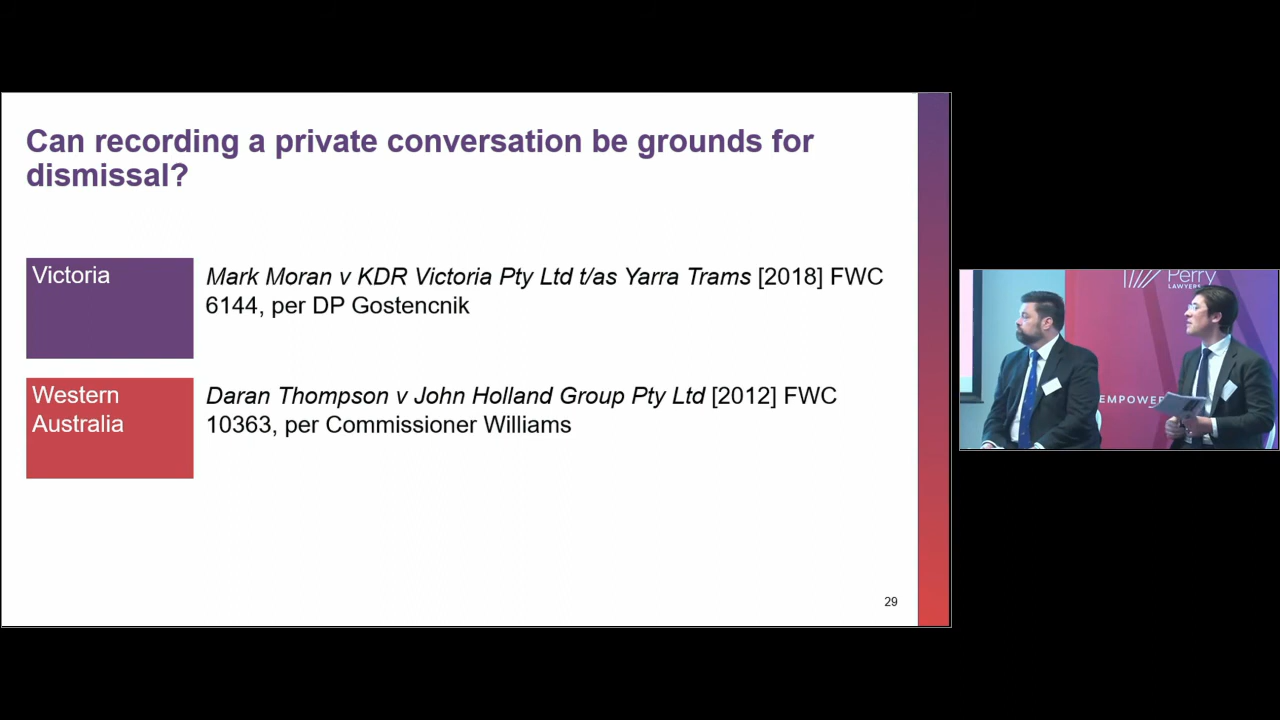 Can recording a private conversation be grounds for
dismissal?
Victoria
Mark Moran v KDR Victoria Pty Ltd t/as Yarra Trams [2018] FWC
6144, per DP Gostencnik
Western
Australia
Daran Thompson v John Holland Group Pty Ltd [2012] FWC
10363, per Commissioner Williams
29
Perry
LAWYERS
EMPOWER